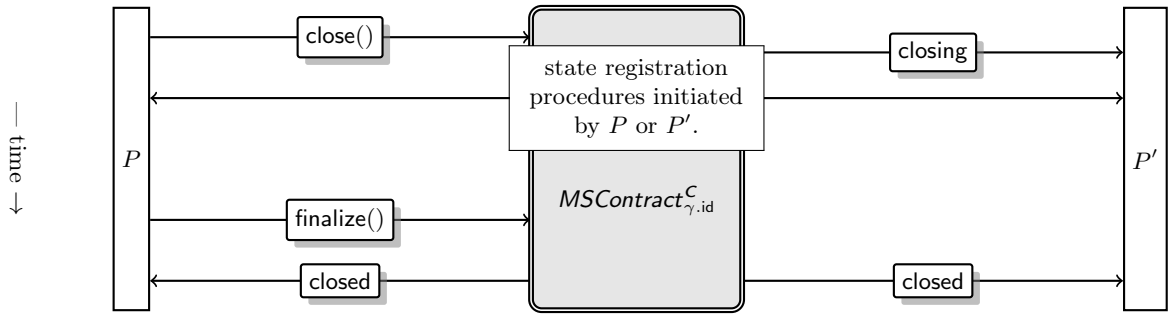 close()
closing
state registration
procedures initiated
by P or P′.
— time →
P
P′
MSContract^C_γ.id
finalize()
closed
closed